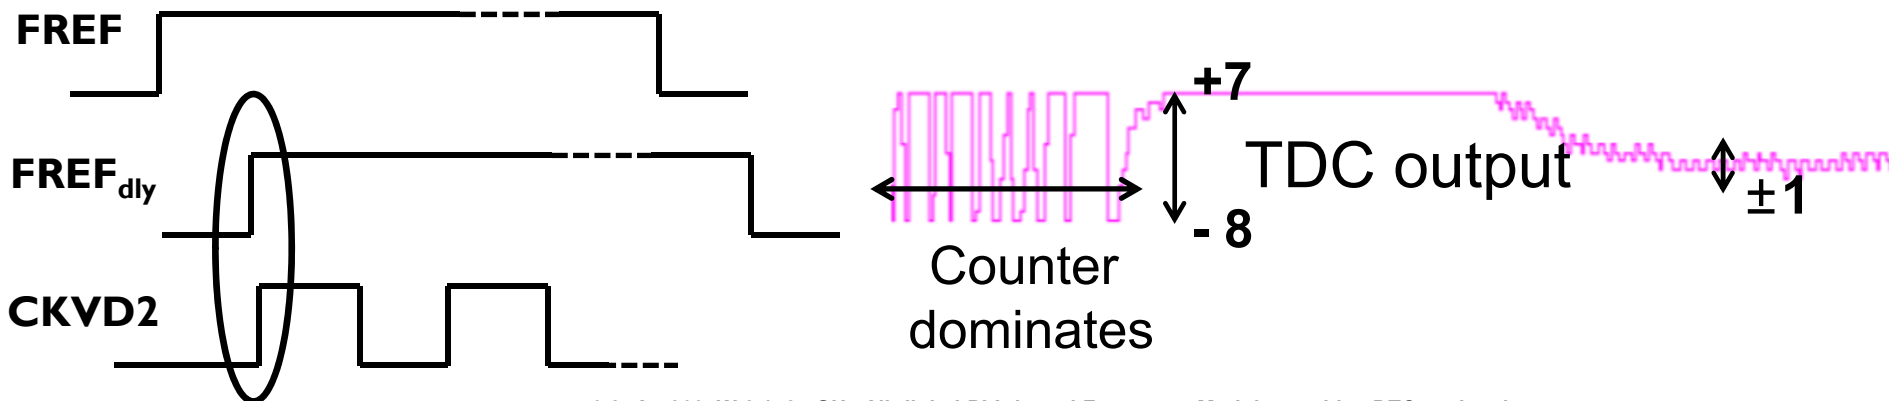 FREF
FREFdly
CKVD2
+7
- 8
TDC output
±1
Counter
dominates